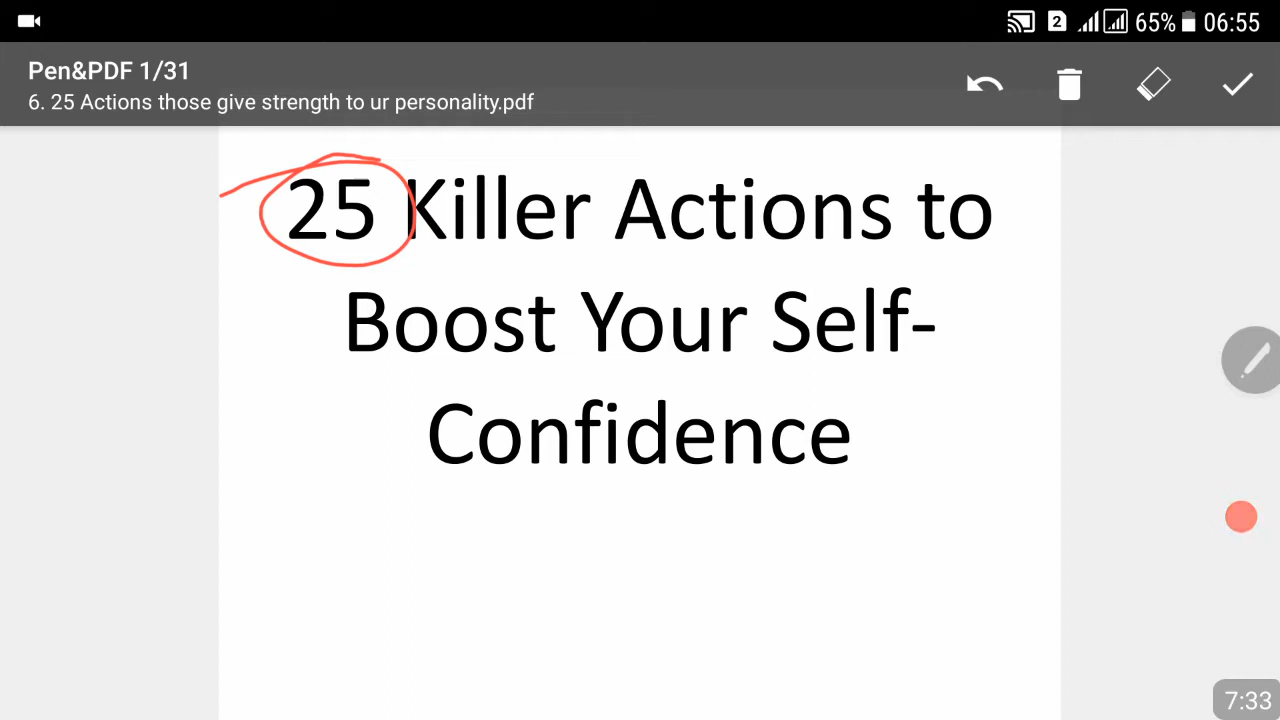 2 65% 06:55
Pen&PDF 1/31
6. 25 Actions those give strength to ur personality.pdf
25 Killer Actions to
Boost Your Self-
Confidence
7:33